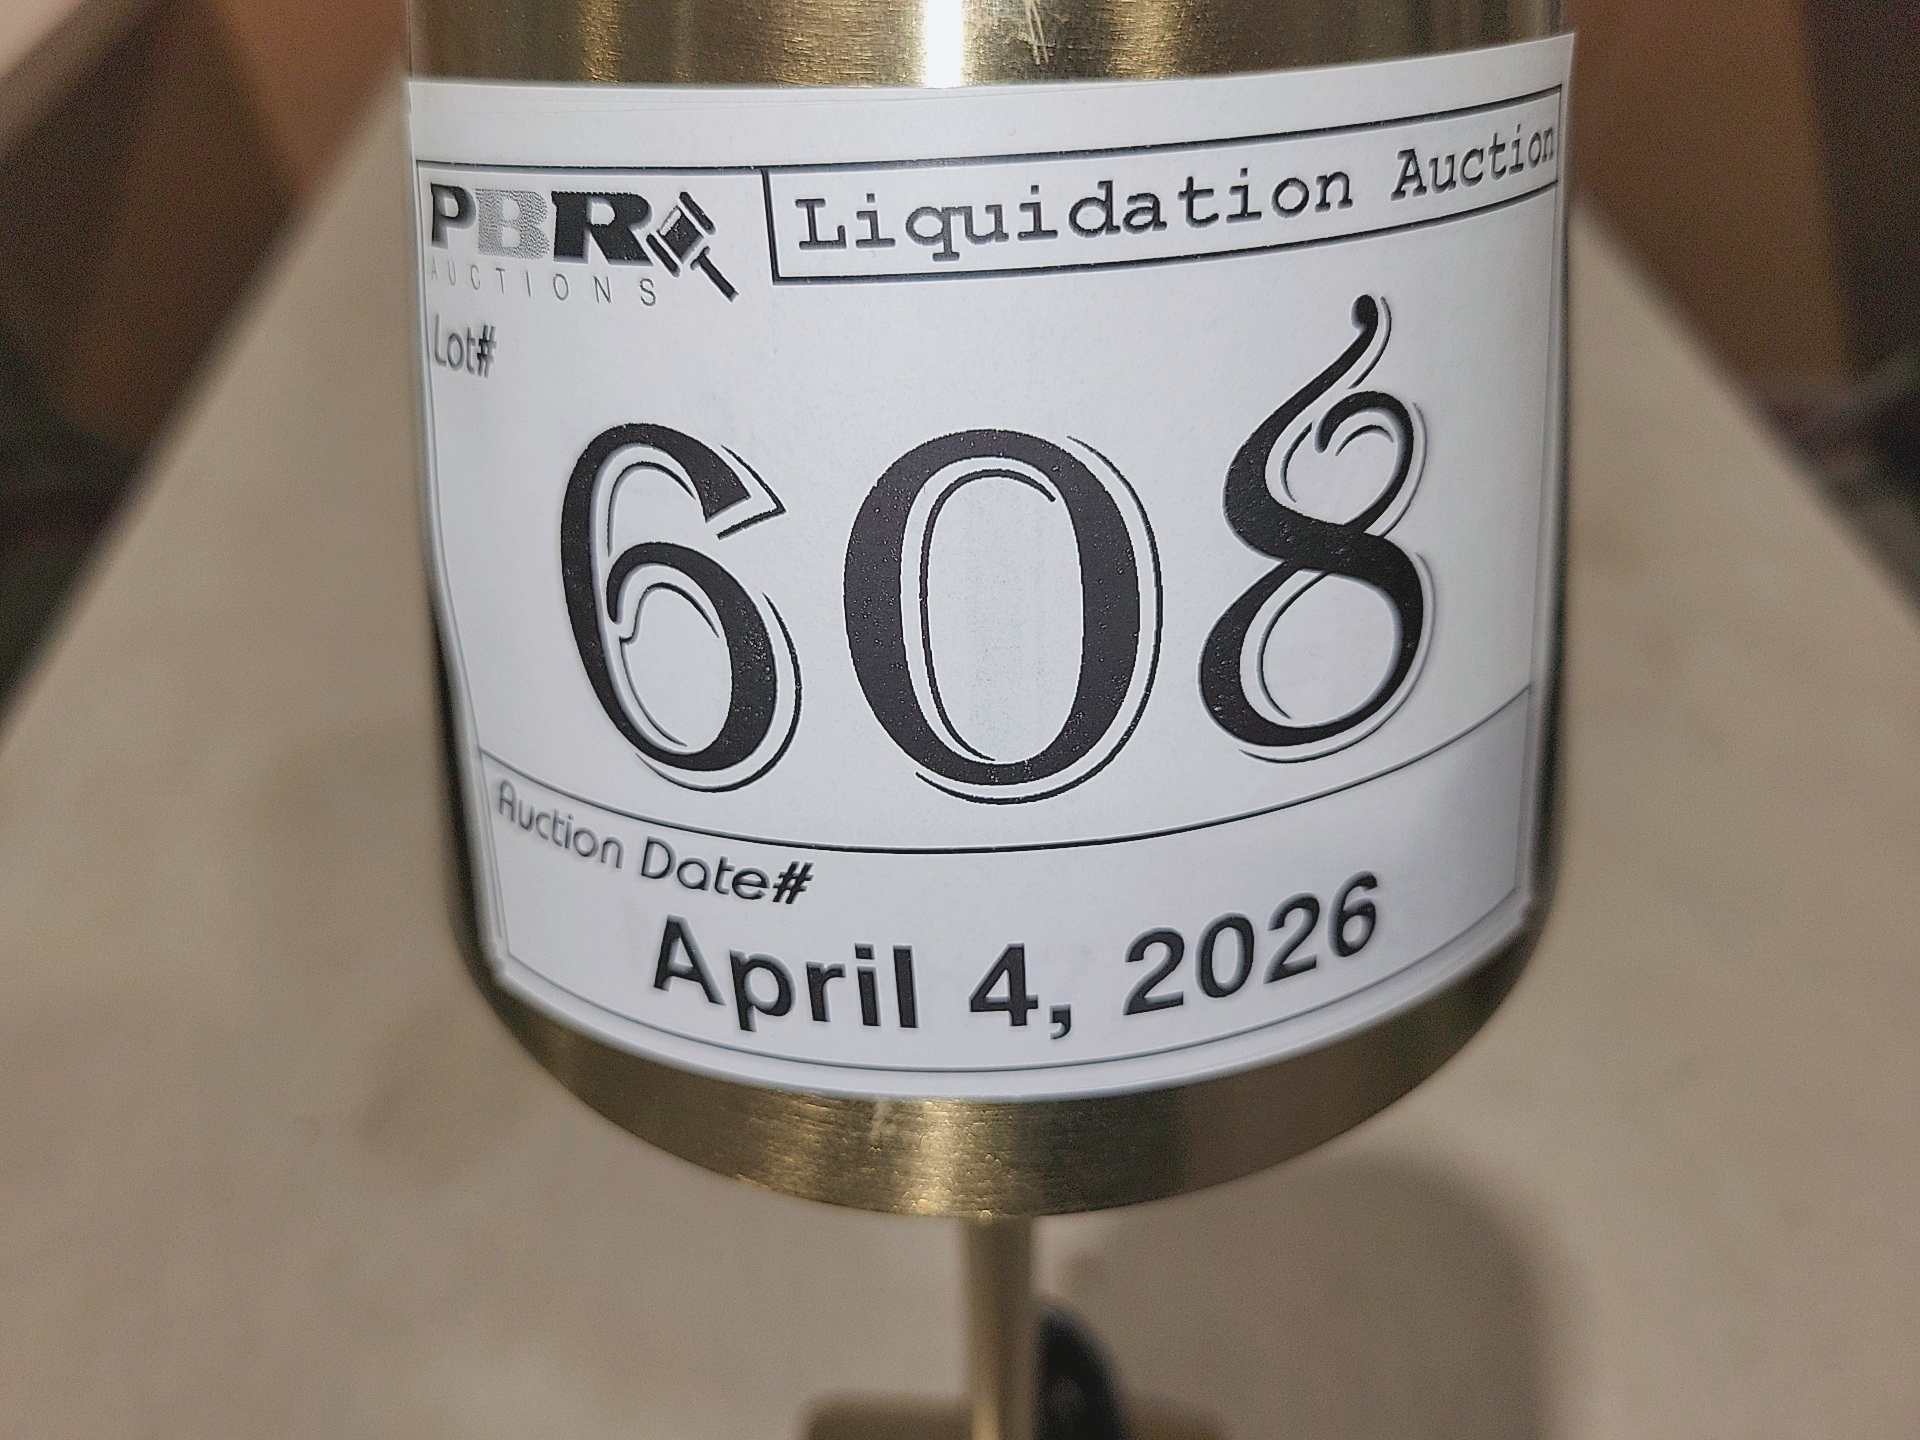 PBR
AUCTIONS
Liquidation Auction
Lot#
608
Auction Date#
April 4, 2026